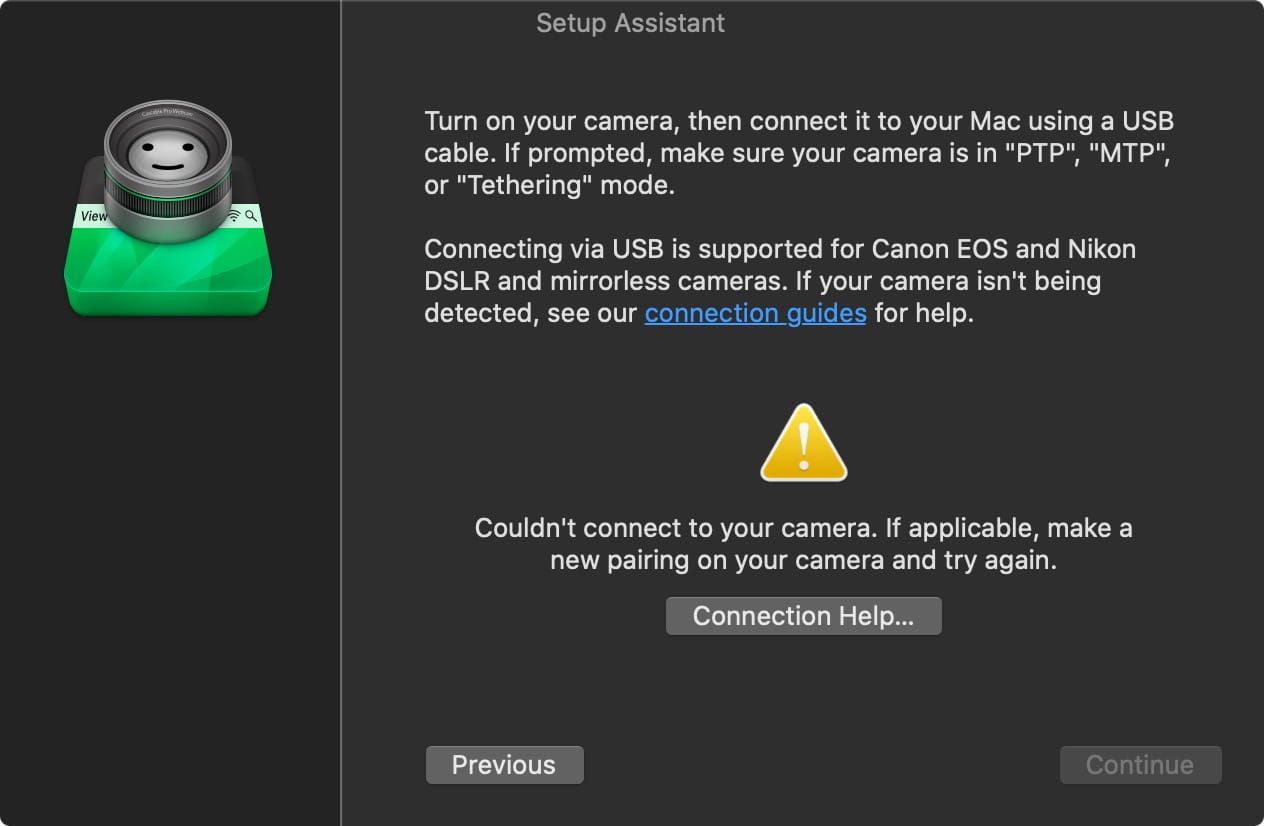 Setup Assistant
Cascable Pro Webcam
View
Turn on your camera, then connect it to your Mac using a USB
cable. If prompted, make sure your camera is in "PTP", "MTP",
or "Tethering" mode.
Connecting via USB is supported for Canon EOS and Nikon
DSLR and mirrorless cameras. If your camera isn't being
detected, see our connection guides for help.
Couldn't connect to your camera. If applicable, make a
new pairing on your camera and try again.
Connection Help...
Previous
Continue